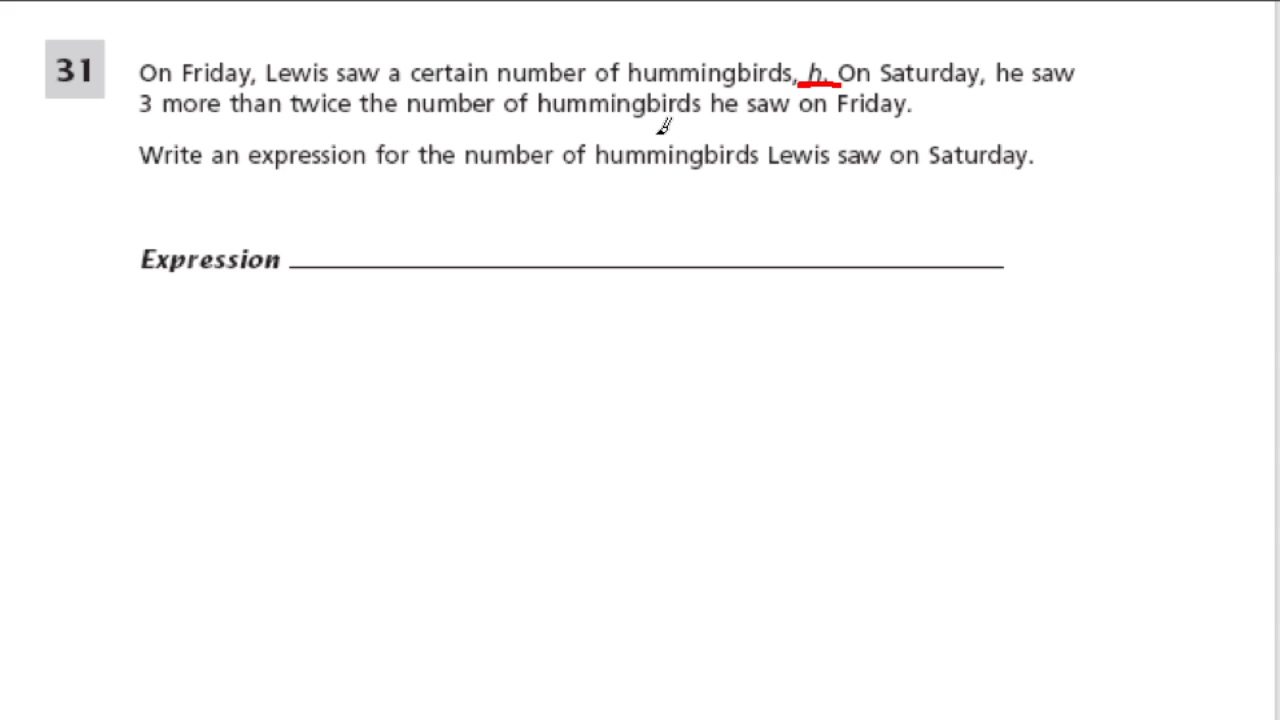 31
On Friday, Lewis saw a certain number of hummingbirds, h. On Saturday, he saw
3 more than twice the number of hummingbirds he saw on Friday.
Write an expression for the number of hummingbirds Lewis saw on Saturday.
Expression